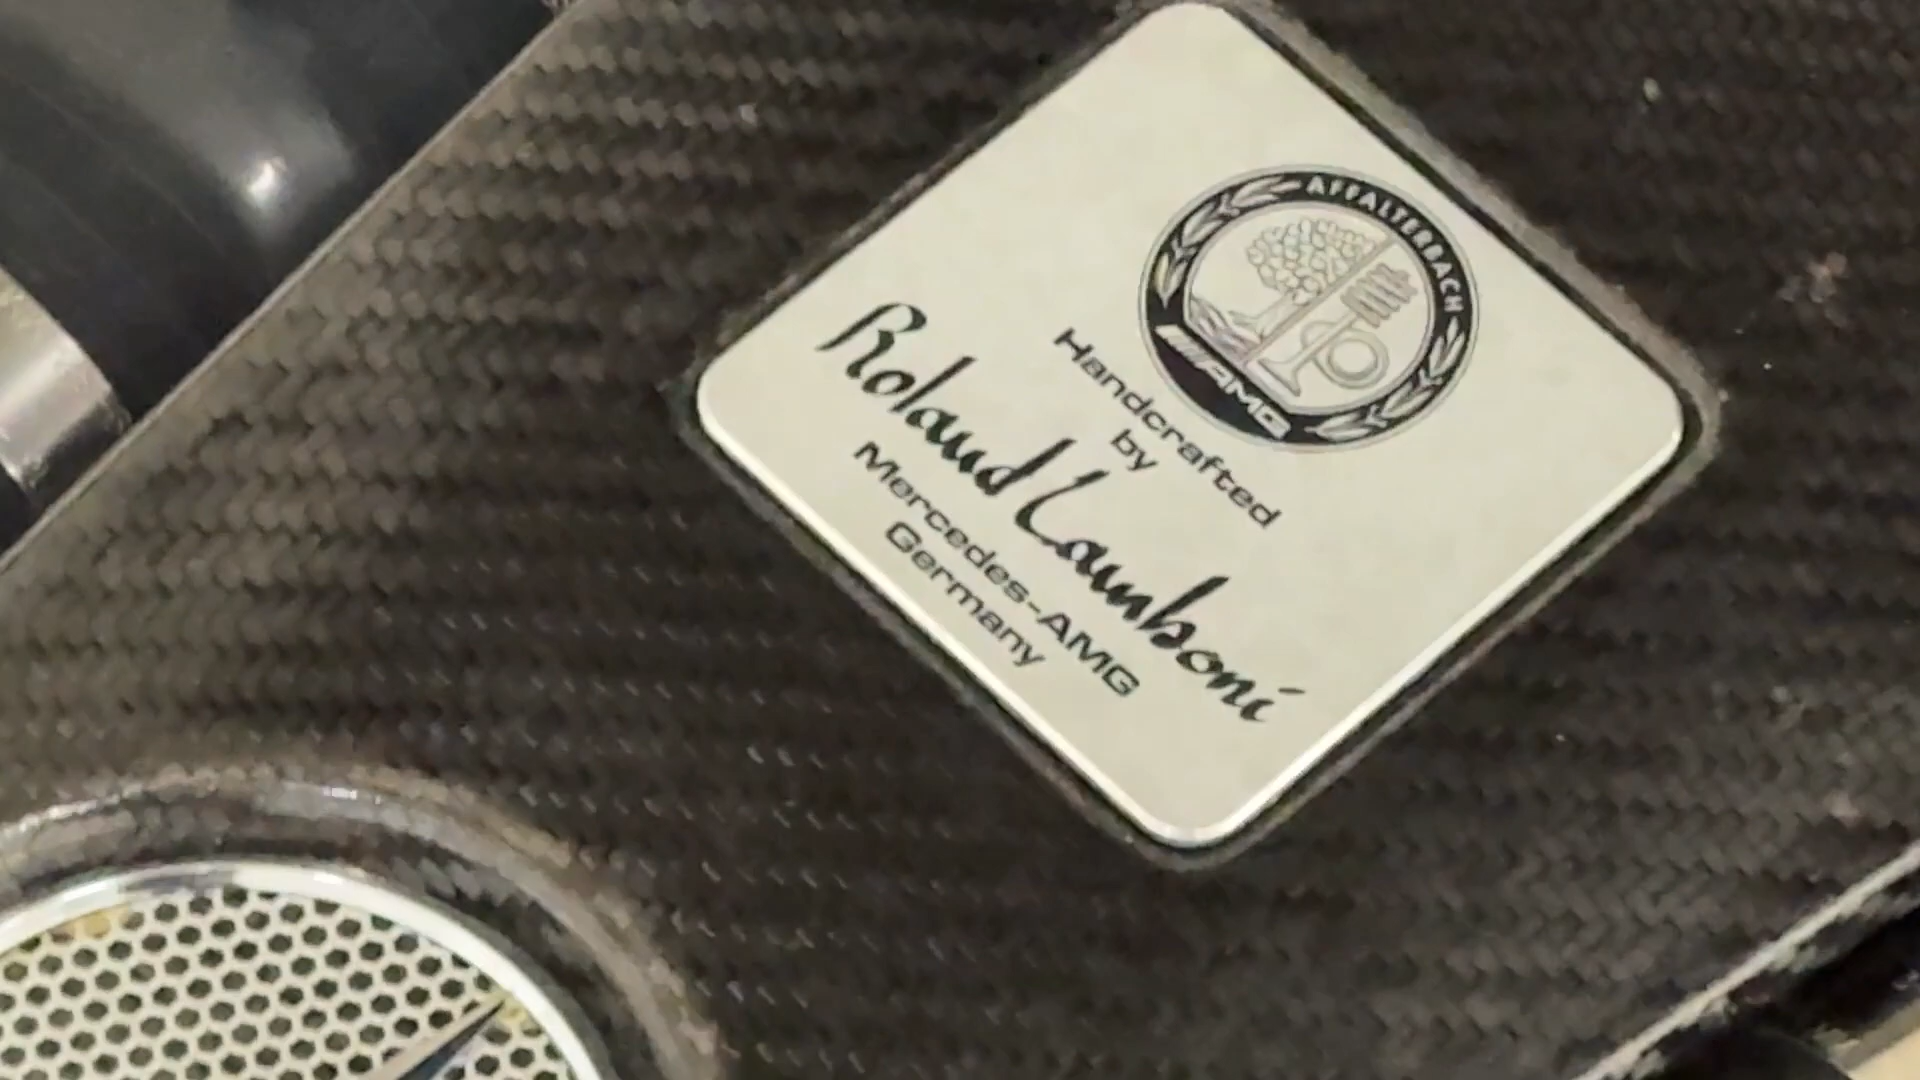 AFFALTERBACH
AMG
Handcrafted
by
Roland Lamboni
Mercedes-AMG
Germany